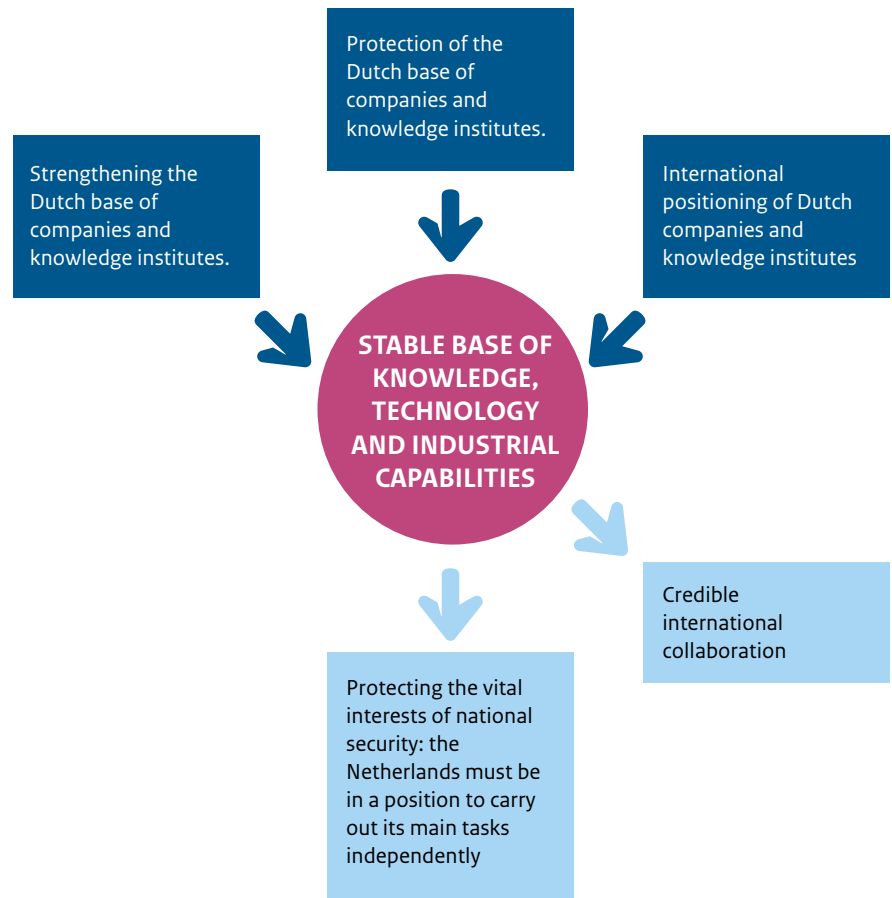 Protection of the
Dutch base of
companies and
knowledge institutes.
Strengthening the
Dutch base of
companies and
knowledge institutes.
International
positioning of Dutch
companies and
knowledge institutes
STABLE BASE OF
KNOWLEDGE,
TECHNOLOGY
AND INDUSTRIAL
CAPABILITIES
Credible
international
collaboration
Protecting the vital
interests of national
security: the
Netherlands must be
in a position to carry
out its main tasks
independently